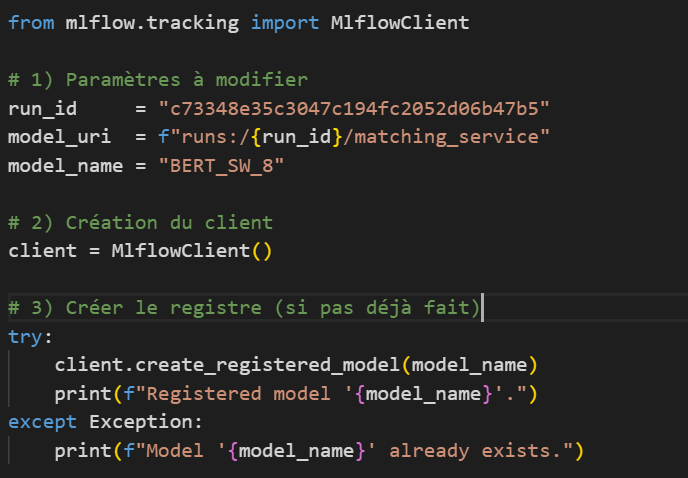 from mlflow.tracking import MlflowClient
# 1) Paramètres à modifier
run_id     = "c73348e35c3047c194fc2052d06b47b5"
model_uri  = f"runs:/{run_id}/matching_service"
model_name = "BERT_SW_8"
# 2) Création du client
client = MlflowClient()
# 3) Créer le registre (si pas déjà fait)
try:
    client.create_registered_model(model_name)
    print(f"Registered model '{model_name}'.")
except Exception:
    print(f"Model '{model_name}' already exists.")